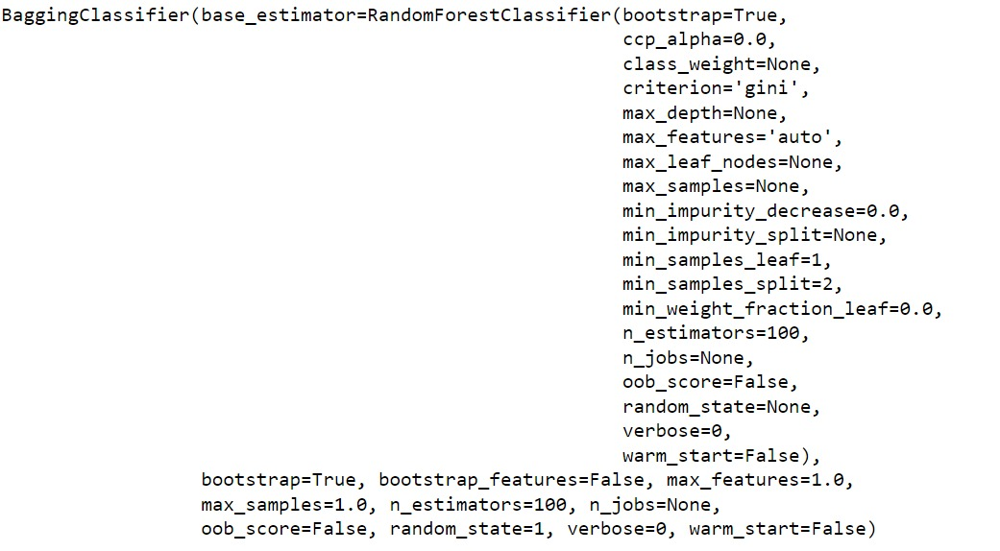 BaggingClassifier(base_estimator=RandomForestClassifier(bootstrap=True,
ccp_alpha=0.0,
class_weight=None,
criterion='gini',
max_depth=None,
max_features='auto',
max_leaf_nodes=None,
max_samples=None,
min_impurity_decrease=0.0,
min_impurity_split=None,
min_samples_leaf=1,
min_samples_split=2,
min_weight_fraction_leaf=0.0,
n_estimators=100,
n_jobs=None,
oob_score=False,
random_state=None,
verbose=0,
warm_start=False),
bootstrap=True, bootstrap_features=False, max_features=1.0,
max_samples=1.0, n_estimators=100, n_jobs=None,
oob_score=False, random_state=1, verbose=0, warm_start=False)